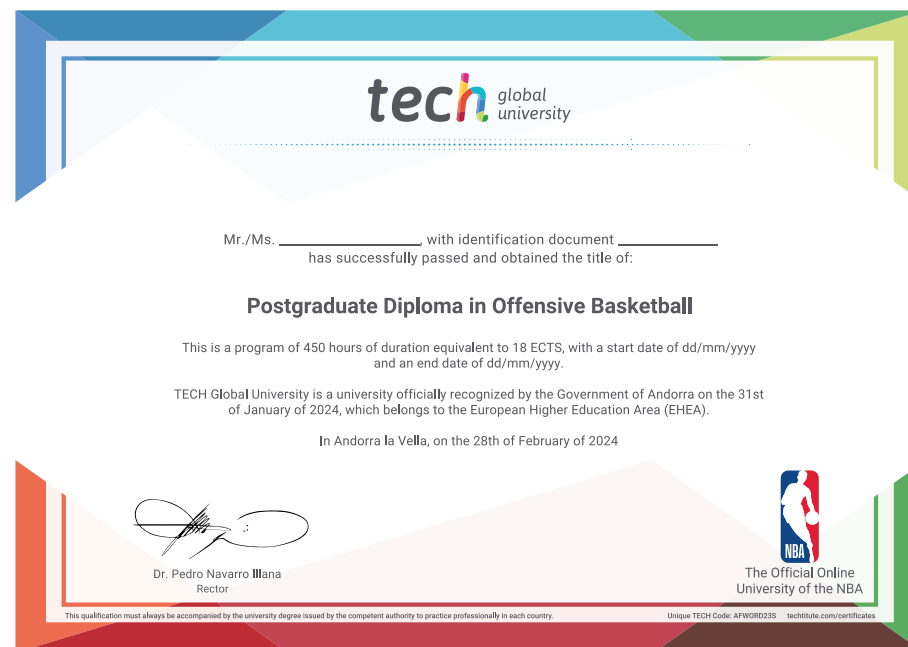 tech global university
Mr./Ms. ____________, with identification document ____________
has successfully passed and obtained the title of:
Postgraduate Diploma in Offensive Basketball
This is a program of 450 hours of duration equivalent to 18 ECTS, with a start date of dd/mm/yyyy
and an end date of dd/mm/yyyy.
TECH Global University is a university officially recognized by the Government of Andorra on the 31st
of January of 2024, which belongs to the European Higher Education Area (EHEA).
In Andorra la Vella, on the 28th of February of 2024
NBA
Dr. Pedro Navarro Illana
Rector
The Official Online
University of the NBA
This qualification must always be accompanied by the university degree issued by the competent authority to practice professionally in each country.
Unique TECH Code: AFWORD23S techtitute.com/certificates